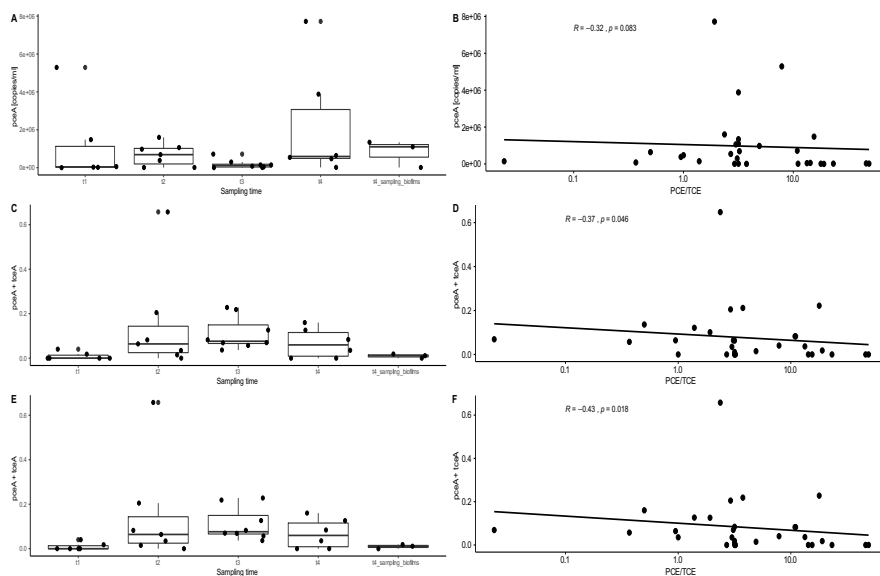 A
pceA [copies/ml]
8e+06
6e+06
4e+06
2e+06
0e+00
t1
t2
t3
t4
t4_sampling_biofilms
Sampling time
B
R = −0.32 , p = 0.083
pceA [copies/ml]
8e+06
6e+06
4e+06
2e+06
0e+00
0.1
1.0
10.0
PCE/TCE
C
pceA + tceA
0.6
0.4
0.2
0.0
t1
t2
t3
t4
t4_sampling_biofilms
Sampling time
D
R = −0.37 , p = 0.046
pceA + tceA
0.6
0.4
0.2
0.0
0.1
1.0
10.0
PCE/TCE
E
pceA + tceA
0.6
0.4
0.2
0.0
t1
t2
t3
t4
t4_sampling_biofilms
Sampling time
F
R = −0.43 , p = 0.018
pceA + tceA
0.6
0.4
0.2
0.0
0.1
1.0
10.0
PCE/TCE